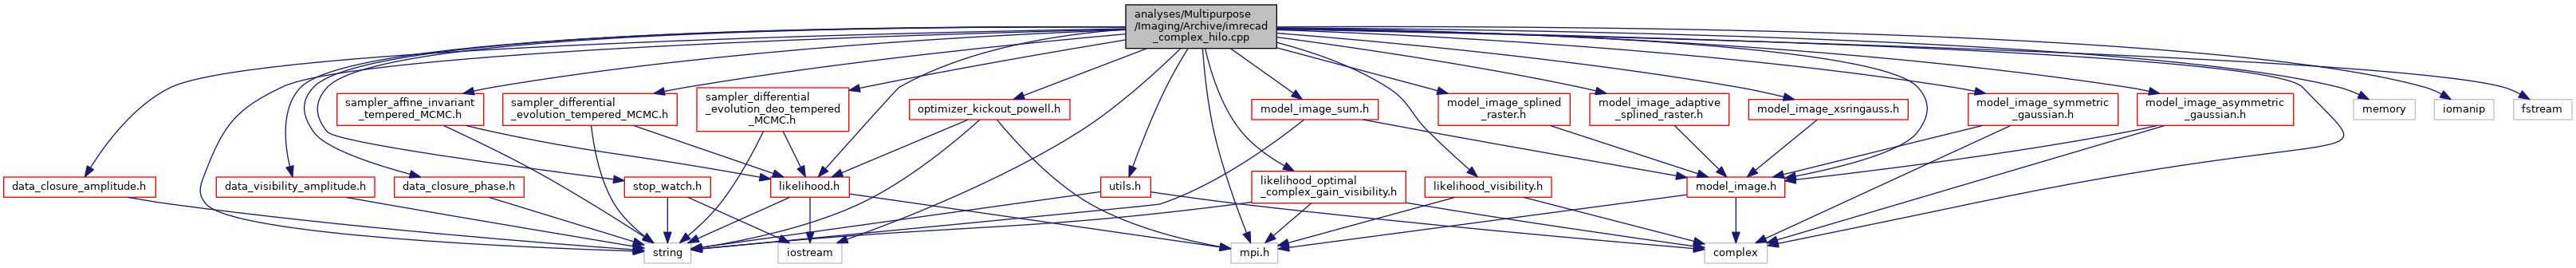 analyses/Multipurpose
/Imaging/Archive/imrecad
_complex_hilo.cpp
sampler_affine_invariant
_tempered_MCMC.h
sampler_differential
_evolution_tempered_MCMC.h
sampler_differential
_evolution_deo_tempered
_MCMC.h
optimizer_kickout_powell.h
model_image_sum.h
model_image_splined
_raster.h
model_image_adaptive
_splined_raster.h
model_image_xsringauss.h
model_image_symmetric
_gaussian.h
model_image_asymmetric
_gaussian.h
memory
iomanip
fstream
data_closure_amplitude.h
data_visibility_amplitude.h
data_closure_phase.h
stop_watch.h
likelihood.h
utils.h
likelihood_optimal
_complex_gain_visibility.h
likelihood_visibility.h
model_image.h
string
iostream
mpi.h
complex